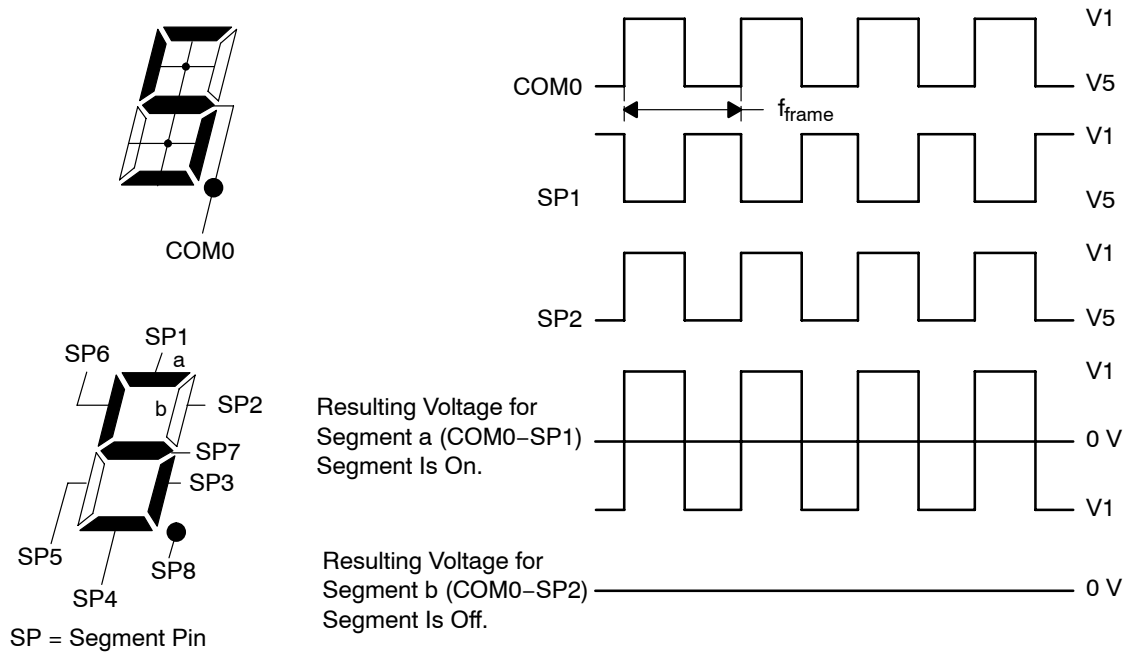 COM0
SP1
a
SP6
b
SP2
SP7
SP3
SP5
SP8
SP4
SP = Segment Pin
V1
COM0
V5
fframe
V1
SP1
V5
V1
SP2
V5
V1
Resulting Voltage for
Segment a (COM0−SP1)
Segment Is On.
0 V
V1
Resulting Voltage for
Segment b (COM0−SP2)
Segment Is Off.
0 V